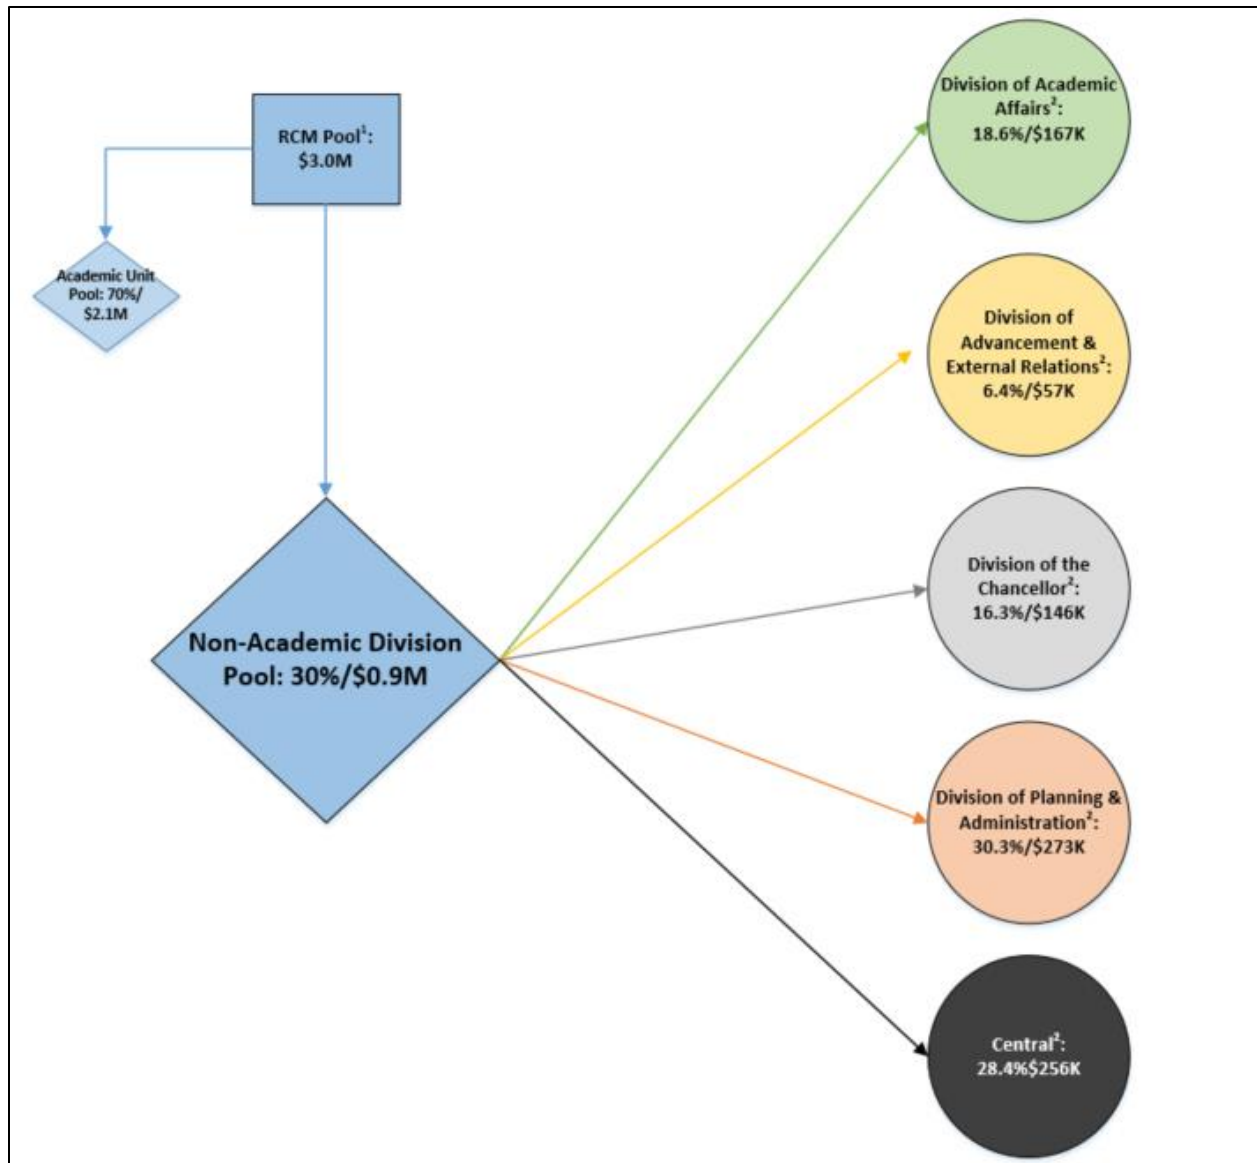 RCM Pool¹:
$3.0M
Academic Unit
Pool: 70%/
$2.1M
Non-Academic Division
Pool: 30%/$0.9M
Division of Academic
Affairs²:
18.6%/$167K
Division of
Advancement &
External Relations²:
6.4%/$57K
Division of the
Chancellor²:
16.3%/$146K
Division of Planning &
Administration²:
30.3%/$273K
Central²:
28.4%$256K